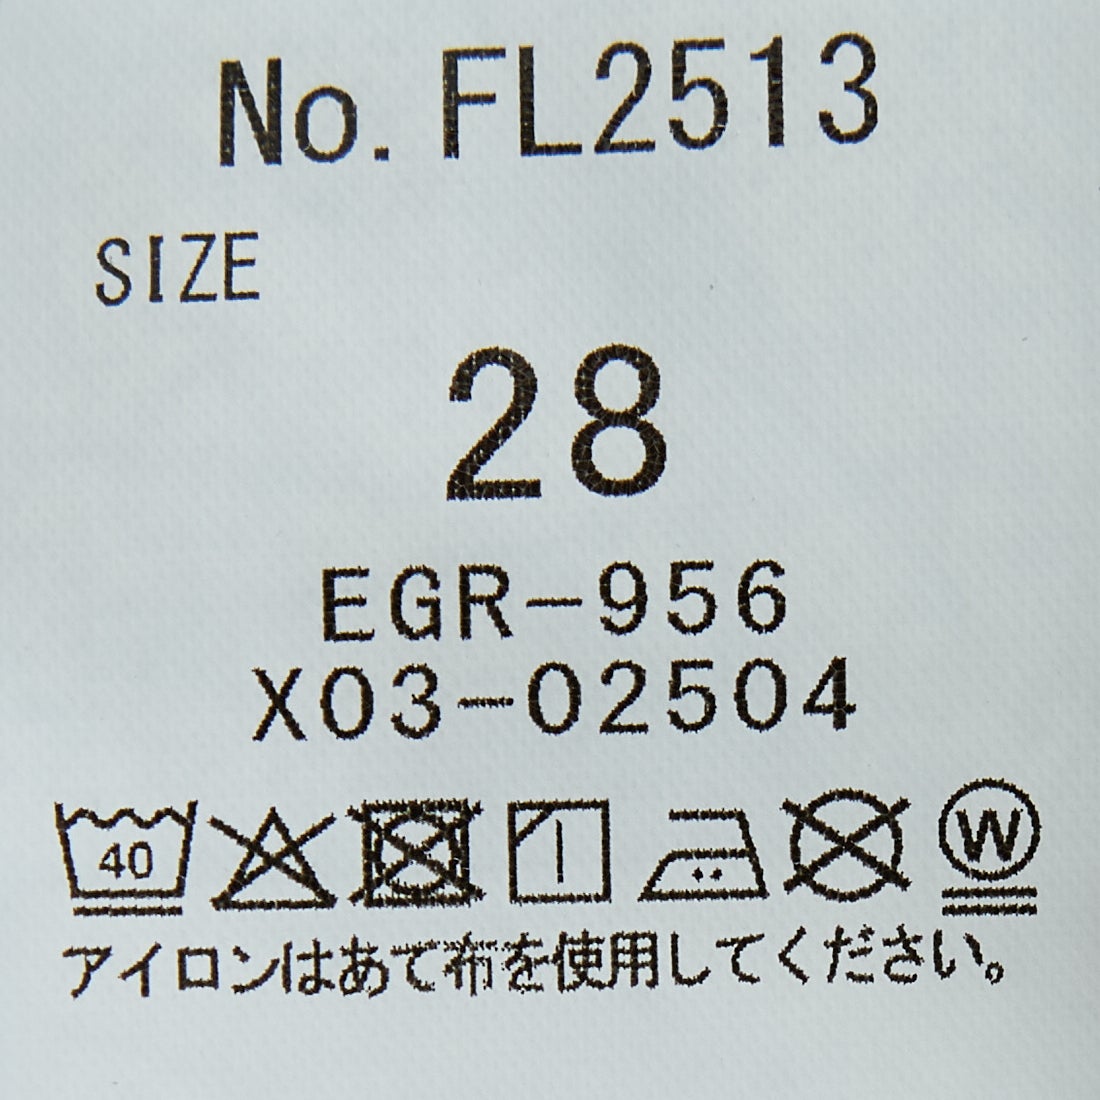 No. FL2513
SIZE
28
EGR-956
X03-02504
40 W
アイロンはあて布を使用してください。